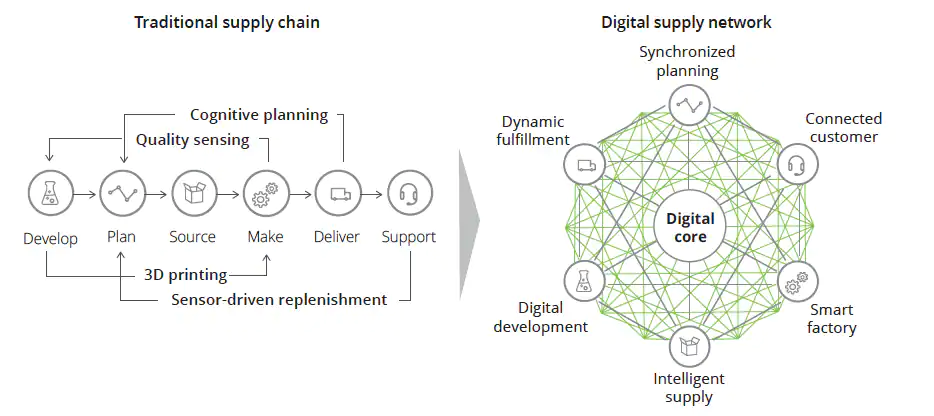 Traditional supply chain
Cognitive planning
Quality sensing
Develop
Plan
Source
Make
Deliver
Support
3D printing
Sensor-driven replenishment
Digital supply network
Synchronized
planning
Dynamic
fulfillment
Connected
customer
Digital
core
Digital
development
Smart
factory
Intelligent
supply